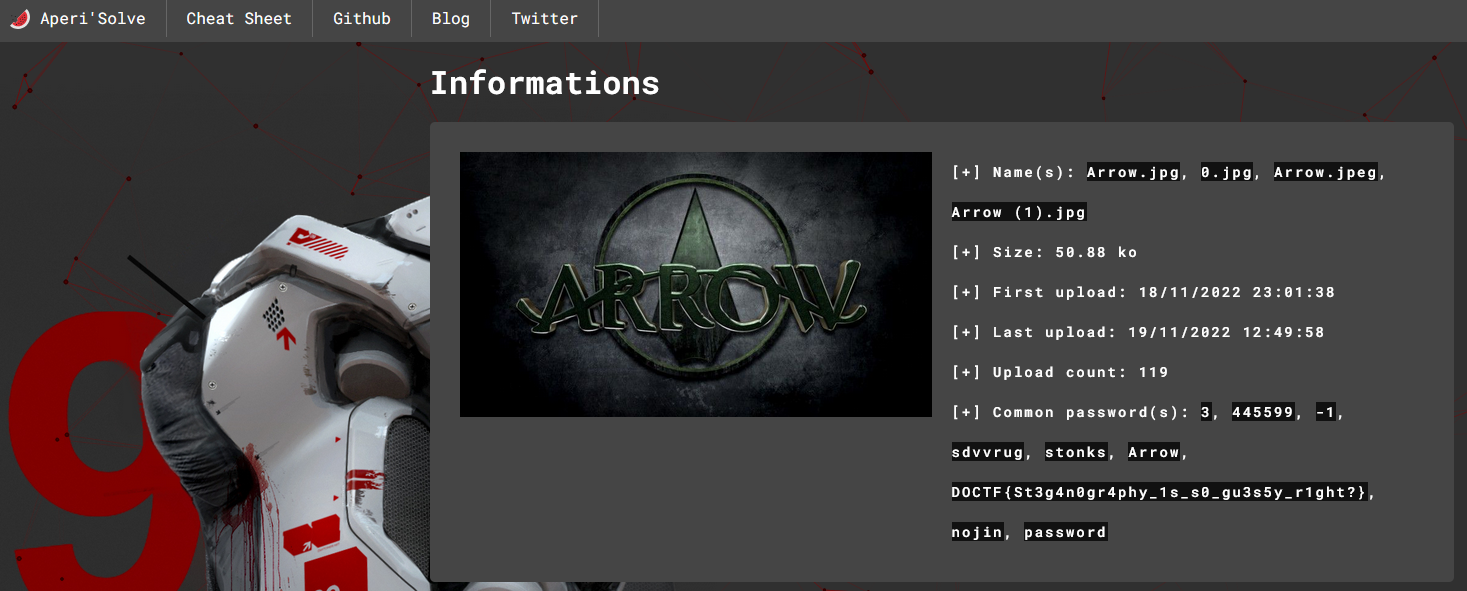 Aperi'Solve Cheat Sheet Github Blog Twitter
Informations
ARROW
[+] Name(s): Arrow.jpg, 0.jpg, Arrow.jpeg,
Arrow (1).jpg
[+] Size: 50.88 ko
[+] First upload: 18/11/2022 23:01:38
[+] Last upload: 19/11/2022 12:49:58
[+] Upload count: 119
[+] Common password(s): 3, 445599, -1,
sdvvrug, stonks, Arrow,
DOCTF{St3g4n0gr4phy_1s_s0_gu3s5y_r1ght?},
nojin, password
9